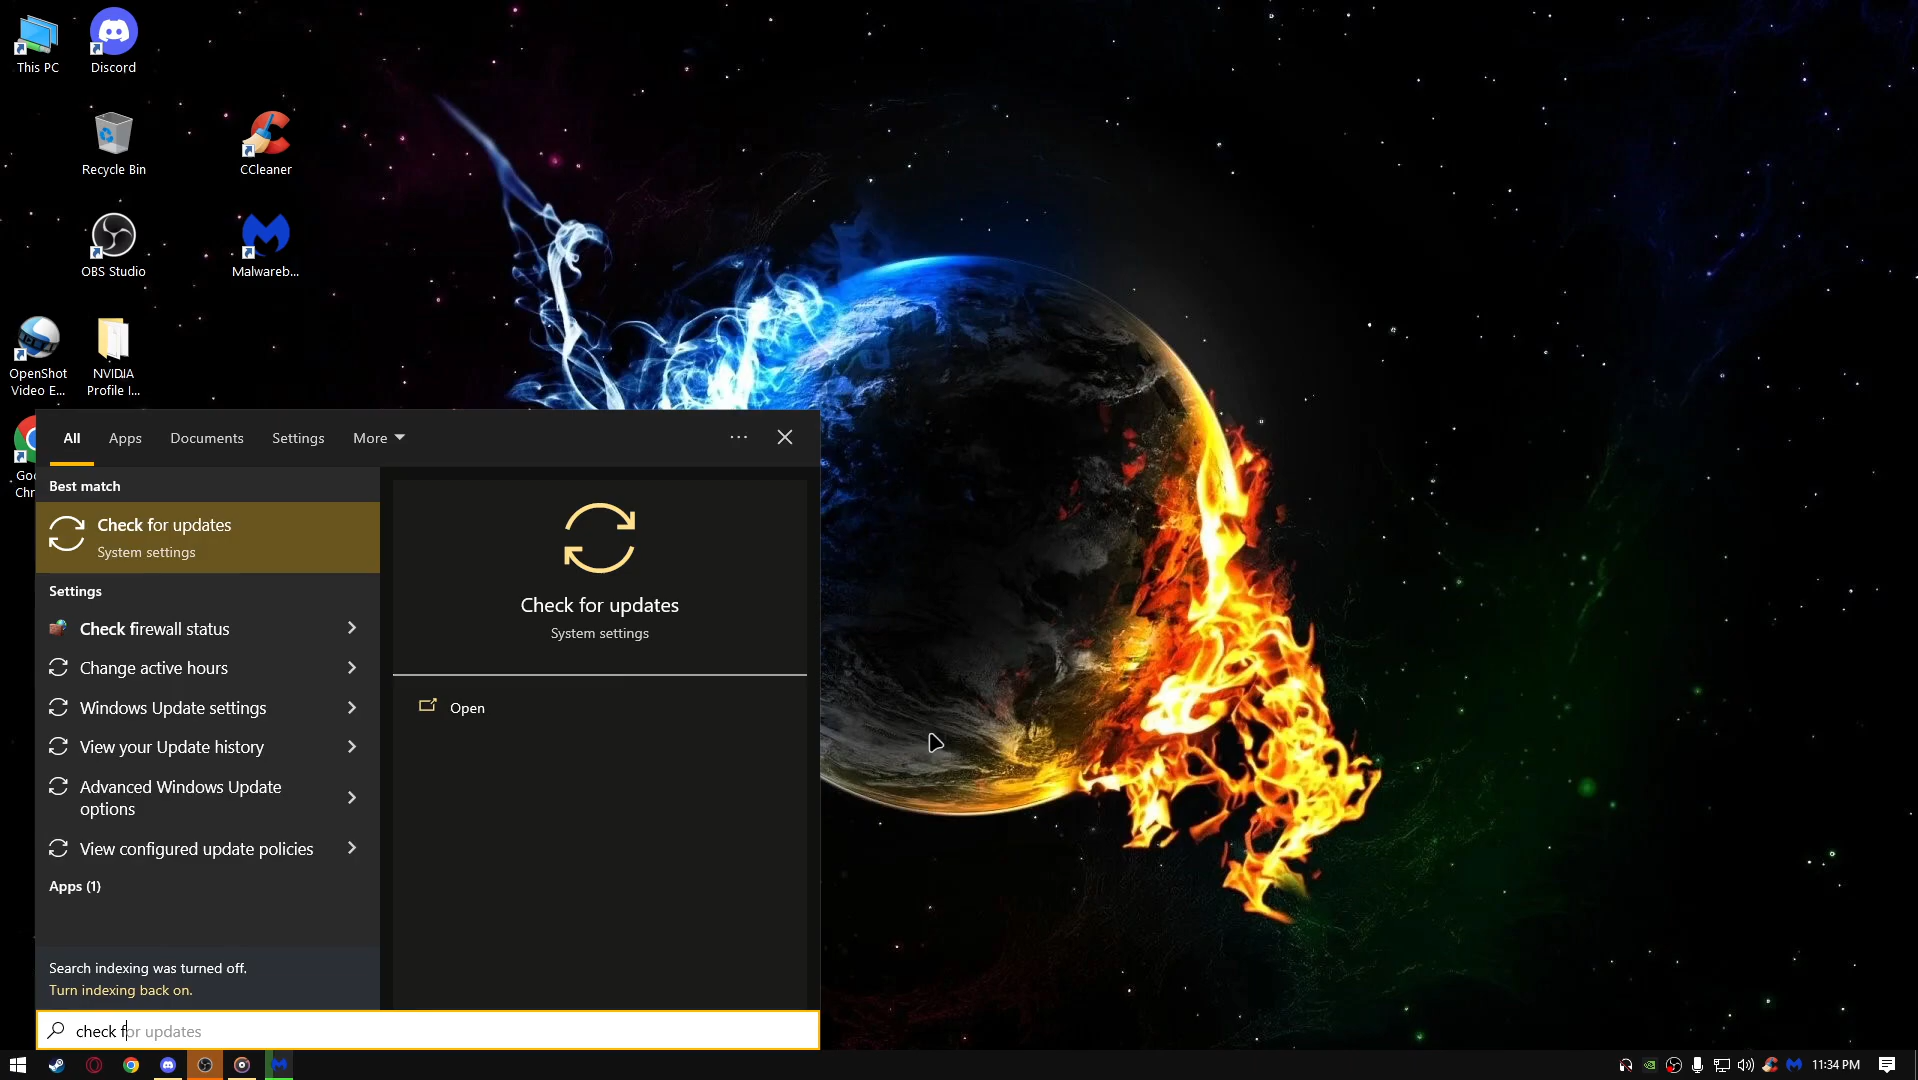 This PC
Discord
Recycle Bin
CCleaner
OBS Studio
Malwareb...
OpenShot
Video E...
NVIDIA
Profile I...
Goo
Chr
All
Apps
Documents
Settings
More
Best match
Check for updates
System settings
Settings
Check firewall status
Change active hours
Windows Update settings
View your Update history
Advanced Windows Update
options
View configured update policies
Apps (1)
Search indexing was turned off.
Turn indexing back on.
Check for updates
System settings
Open
check for updates
11:34 PM